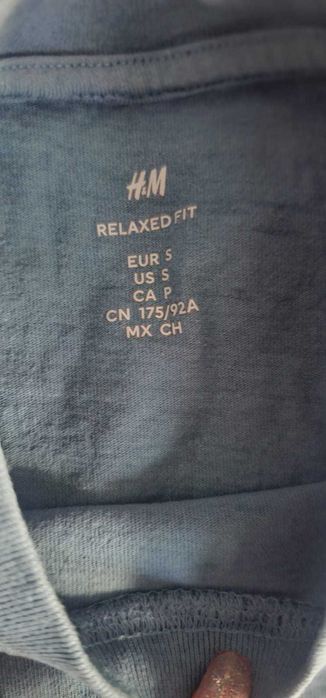 H&M
RELAXED FIT
EUR S
US S
CA P
CN 175/92A
MX CH